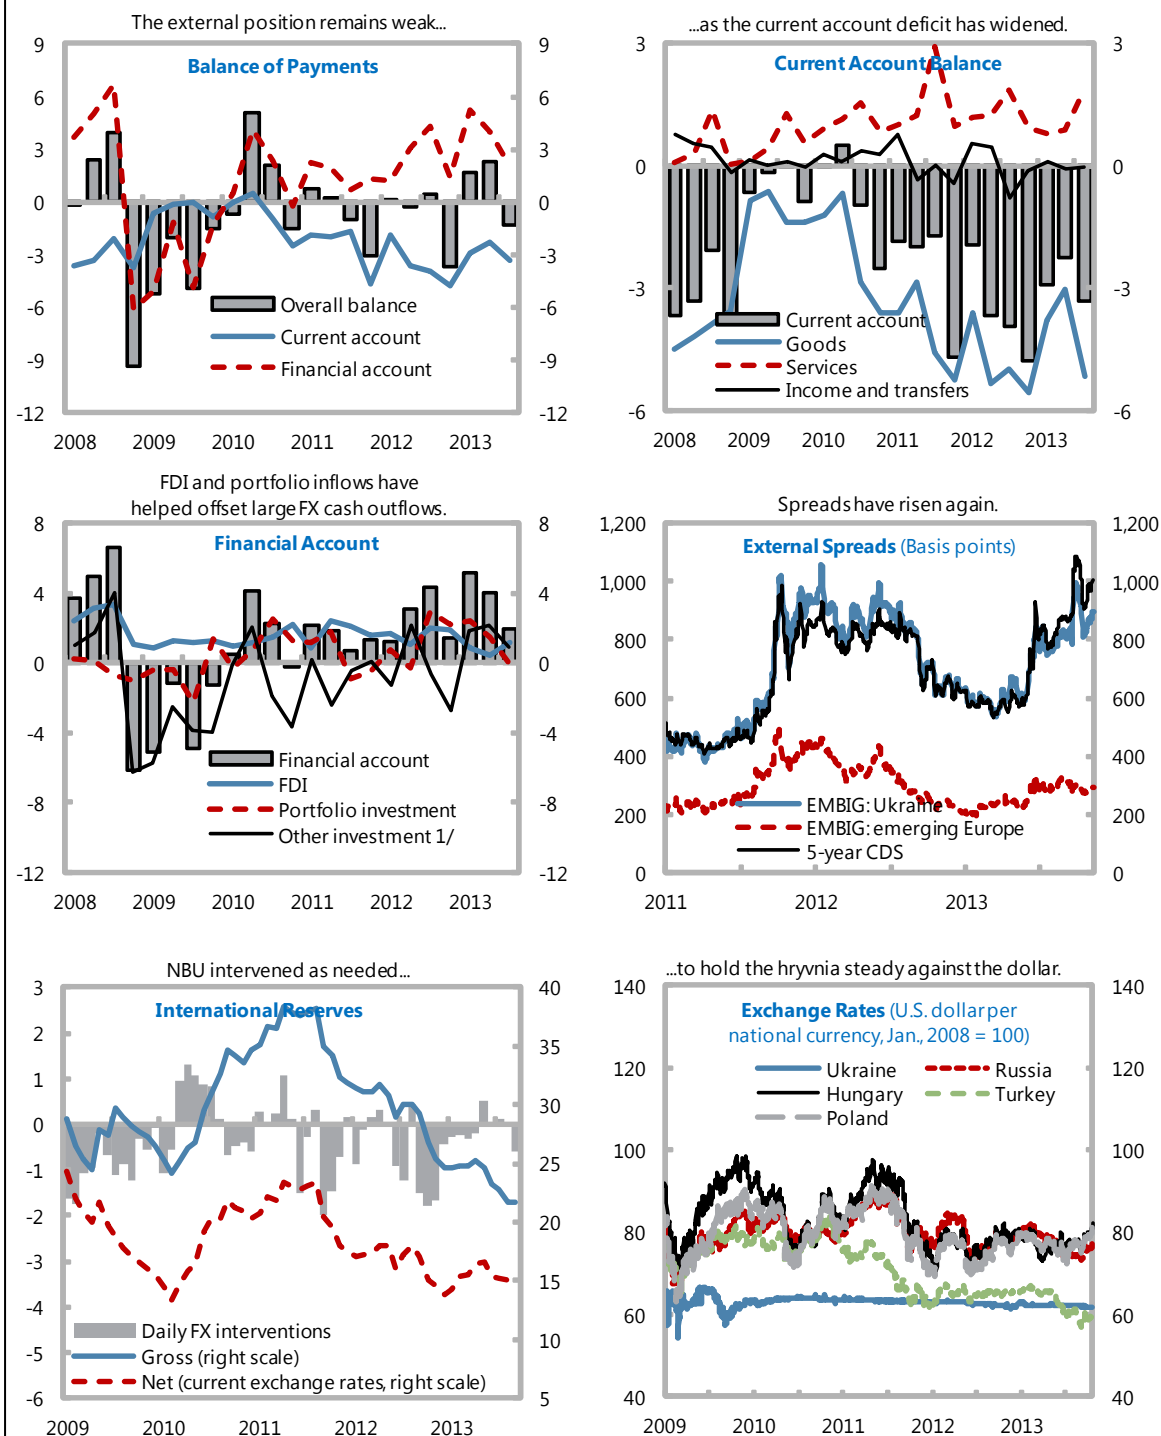 The external position remains weak...
Balance of Payments
9
6
3
0
-3
-6
-9
-12
9
6
3
0
-3
-6
-9
-12
Overall balance
Current account
Financial account
2008 2009 2010 2011 2012 2013
...as the current account deficit has widened.
Current Account Balance
3
0
-3
-6
3
0
-3
-6
Current account
Goods
Services
Income and transfers
2008 2009 2010 2011 2012 2013
FDI and portfolio inflows have
helped offset large FX cash outflows.
Financial Account
8
4
0
-4
-8
-12
8
4
0
-4
-8
-12
Financial account
FDI
Portfolio investment
Other investment 1/
2008 2009 2010 2011 2012 2013
Spreads have risen again.
External Spreads (Basis points)
1,200
1,000
800
600
400
200
0
1,200
1,000
800
600
400
200
0
EMBIG: Ukraine
EMBIG: emerging Europe
5-year CDS
2011 2012 2013
NBU intervened as needed...
International Reserves
3
2
1
0
-1
-2
-3
-4
-5
-6
40
35
30
25
20
15
10
5
Daily FX interventions
Gross (right scale)
Net (current exchange rates, right scale)
2009 2010 2011 2012 2013
...to hold the hryvnia steady against the dollar.
Exchange Rates (U.S. dollar per
national currency, Jan., 2008 = 100)
140
120
100
80
60
40
140
120
100
80
60
40
Ukraine Russia
Hungary Turkey
Poland
2009 2010 2011 2012 2013